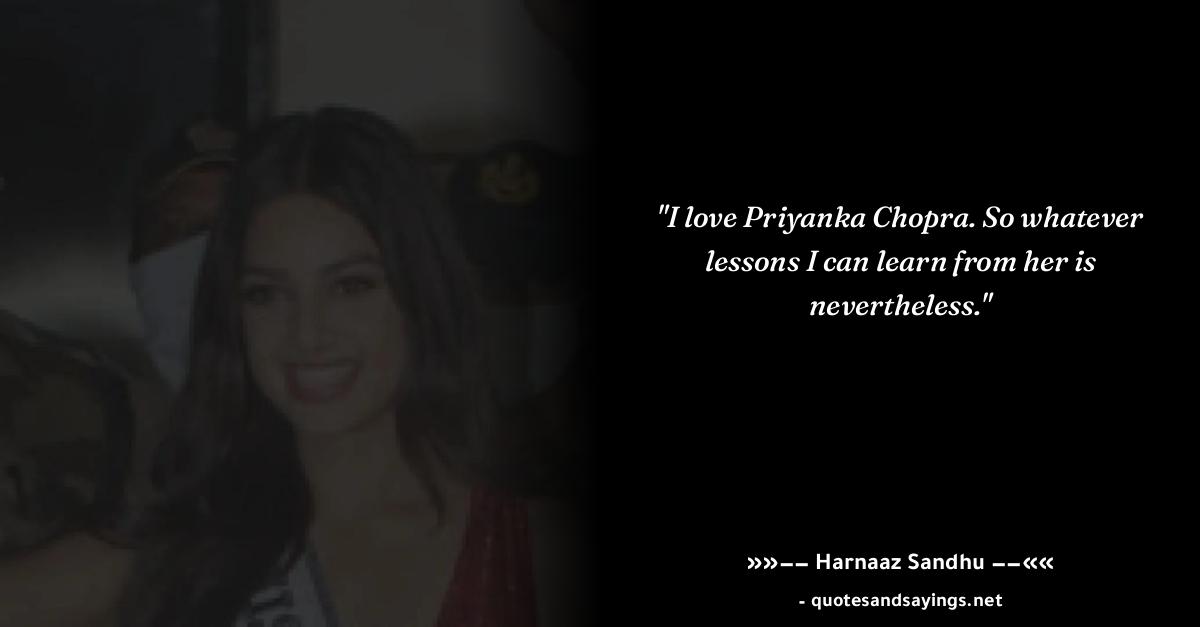 "I love Priyanka Chopra. So whatever
lessons I can learn from her is
nevertheless."
»»−− Harnaaz Sandhu −−««
- quotesandsayings.net